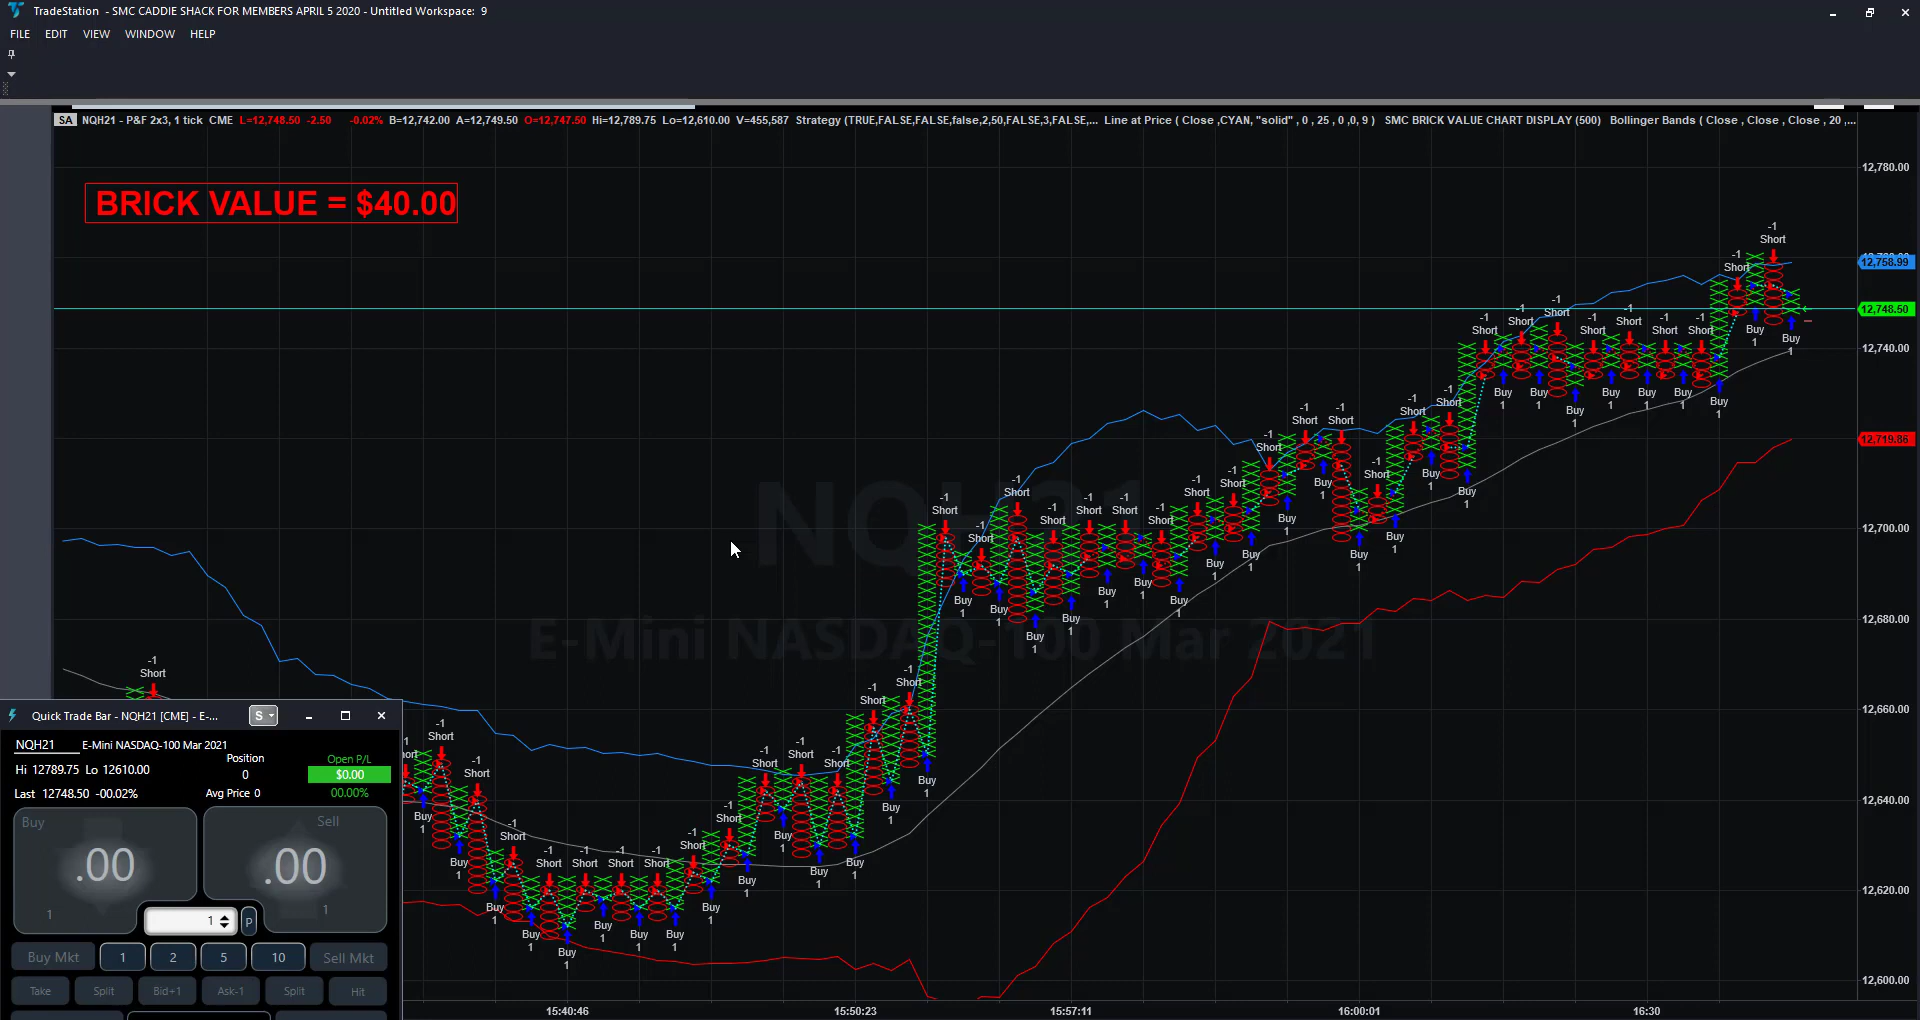 TradeStation - SMC CADDIE SHACK FOR MEMBERS APRIL 5 2020 - Untitled Workspace: 9
FILE EDIT VIEW WINDOW HELP
SA NQH21 - P&F 2x3, 1 tick CME L=12,748.50 -2.50 -0.02% B=12,742.00 A=12,749.50 O=12,747.50 Hi=12,789.75 Lo=12,610.00 V=455,587 Strategy (TRUE,FALSE,FALSE,false,2,50,FALSE,3,FALSE,... Line at Price ( Close ,CYAN, "solid" , 0 , 25 , 0 ,0, 9 ) SMC BRICK VALUE CHART DISPLAY (500) Bollinger Bands ( Close , Close , Close , 20 ,...
12,780.00
BRICK VALUE = $40.00
12,758.99
12,748.50
12,740.00
12,719.86
12,700.00
12,680.00
12,660.00
12,640.00
12,620.00
12,600.00
NQH21
E-Mini NASDAQ-100 Mar 2021
-1
Short
Buy
1
Quick Trade Bar - NQH21 [CME] - E-... S
NQH21 E-Mini NASDAQ-100 Mar 2021
Hi 12789.75 Lo 12610.00 Position Open P/L
0 $0.00
Last 12748.50 -00.02% Avg Price 0 00.00%
Buy Sell
.00 .00
1 1
1 P
Buy Mkt 1 2 5 10 Sell Mkt
Take Split Bid+1 Ask-1 Split Hit
15:40:46 15:50:23 15:57:11 16:00:01 16:30